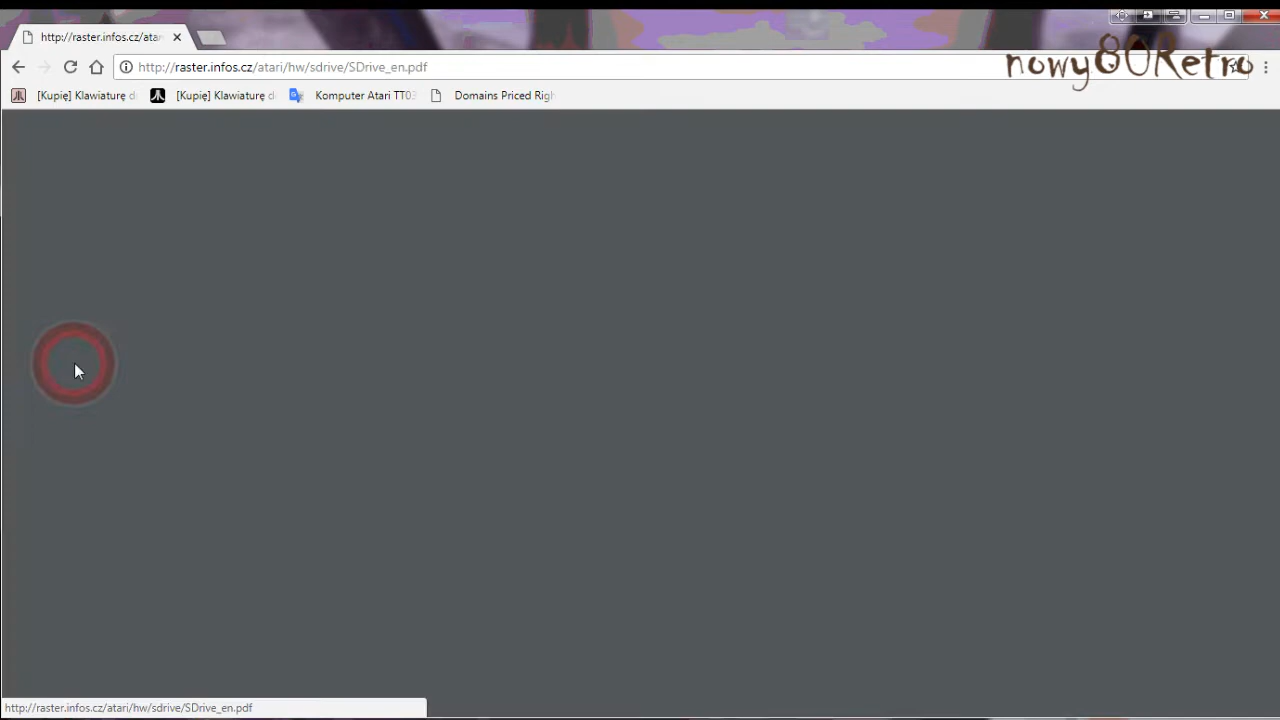 http://raster.infos.cz/atar
nowy80Retro
http://raster.infos.cz/atari/hw/sdrive/SDrive_en.pdf
[Kupię] Klawiaturę d
[Kupię] Klawiaturę d
Komputer Atari TT03
Domains Priced Righ
http://raster.infos.cz/atari/hw/sdrive/SDrive_en.pdf